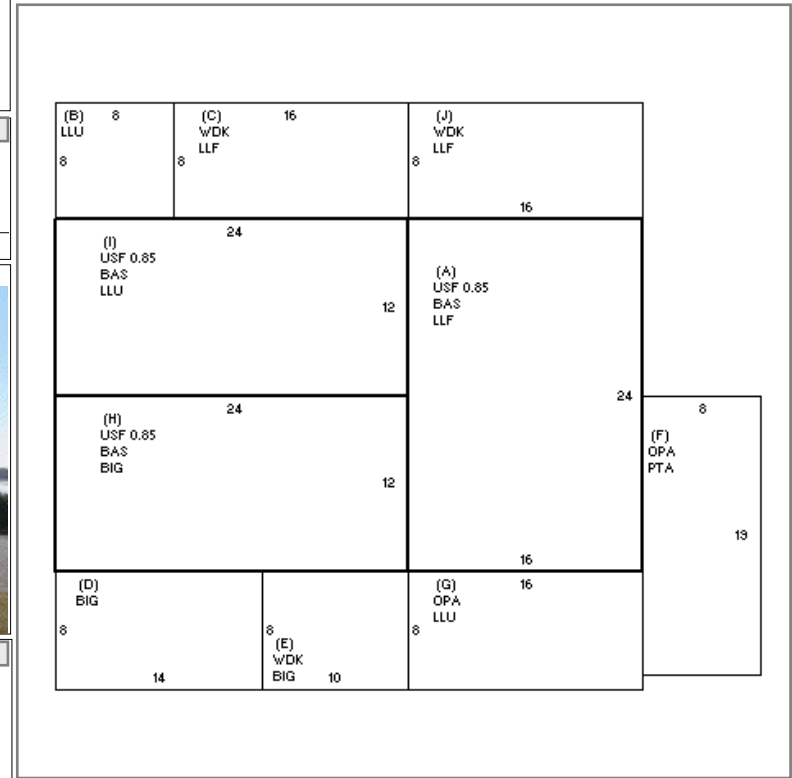 (B) 8
LLU
8
(C) 16
WDK
LLF
8
(J)
WDK
LLF
8
16
(I) 24
USF 0.85
BAS
LLU
12
(A)
USF 0.85
BAS
LLF
24
16
(H) 24
USF 0.85
BAS
BIG
12
8
(F)
OPA
PTA
19
(D)
BIG
8
14
8
(E)
WDK
BIG 10
(G) 16
OPA
LLU
8